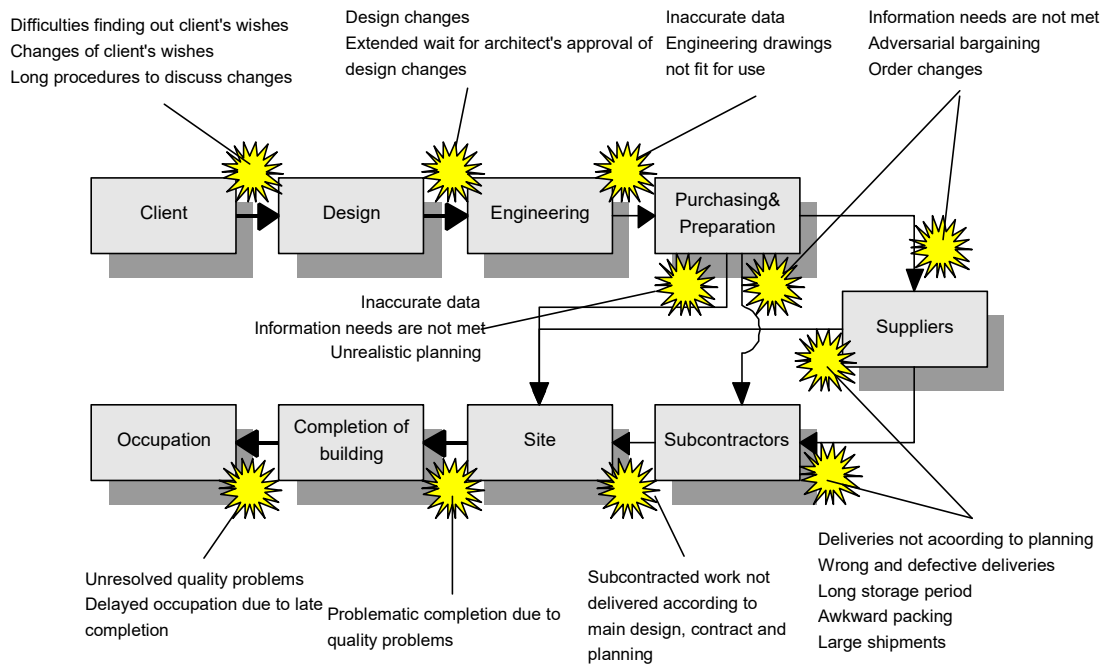 Difficulties finding out client's wishes
Changes of client's wishes
Long procedures to discuss changes
Design changes
Extended wait for architect's approval of
design changes
Inaccurate data
Engineering drawings
not fit for use
Information needs are not met
Adversarial bargaining
Order changes
Client
Design
Engineering
Purchasing&
Preparation
Inaccurate data
Information needs are not met
Unrealistic planning
Suppliers
Occupation
Completion of
building
Site
Subcontractors
Unresolved quality problems
Delayed occupation due to late
completion
Problematic completion due to
quality problems
Subcontracted work not
delivered according to
main design, contract and
planning
Deliveries not acoording to planning
Wrong and defective deliveries
Long storage period
Awkward packing
Large shipments